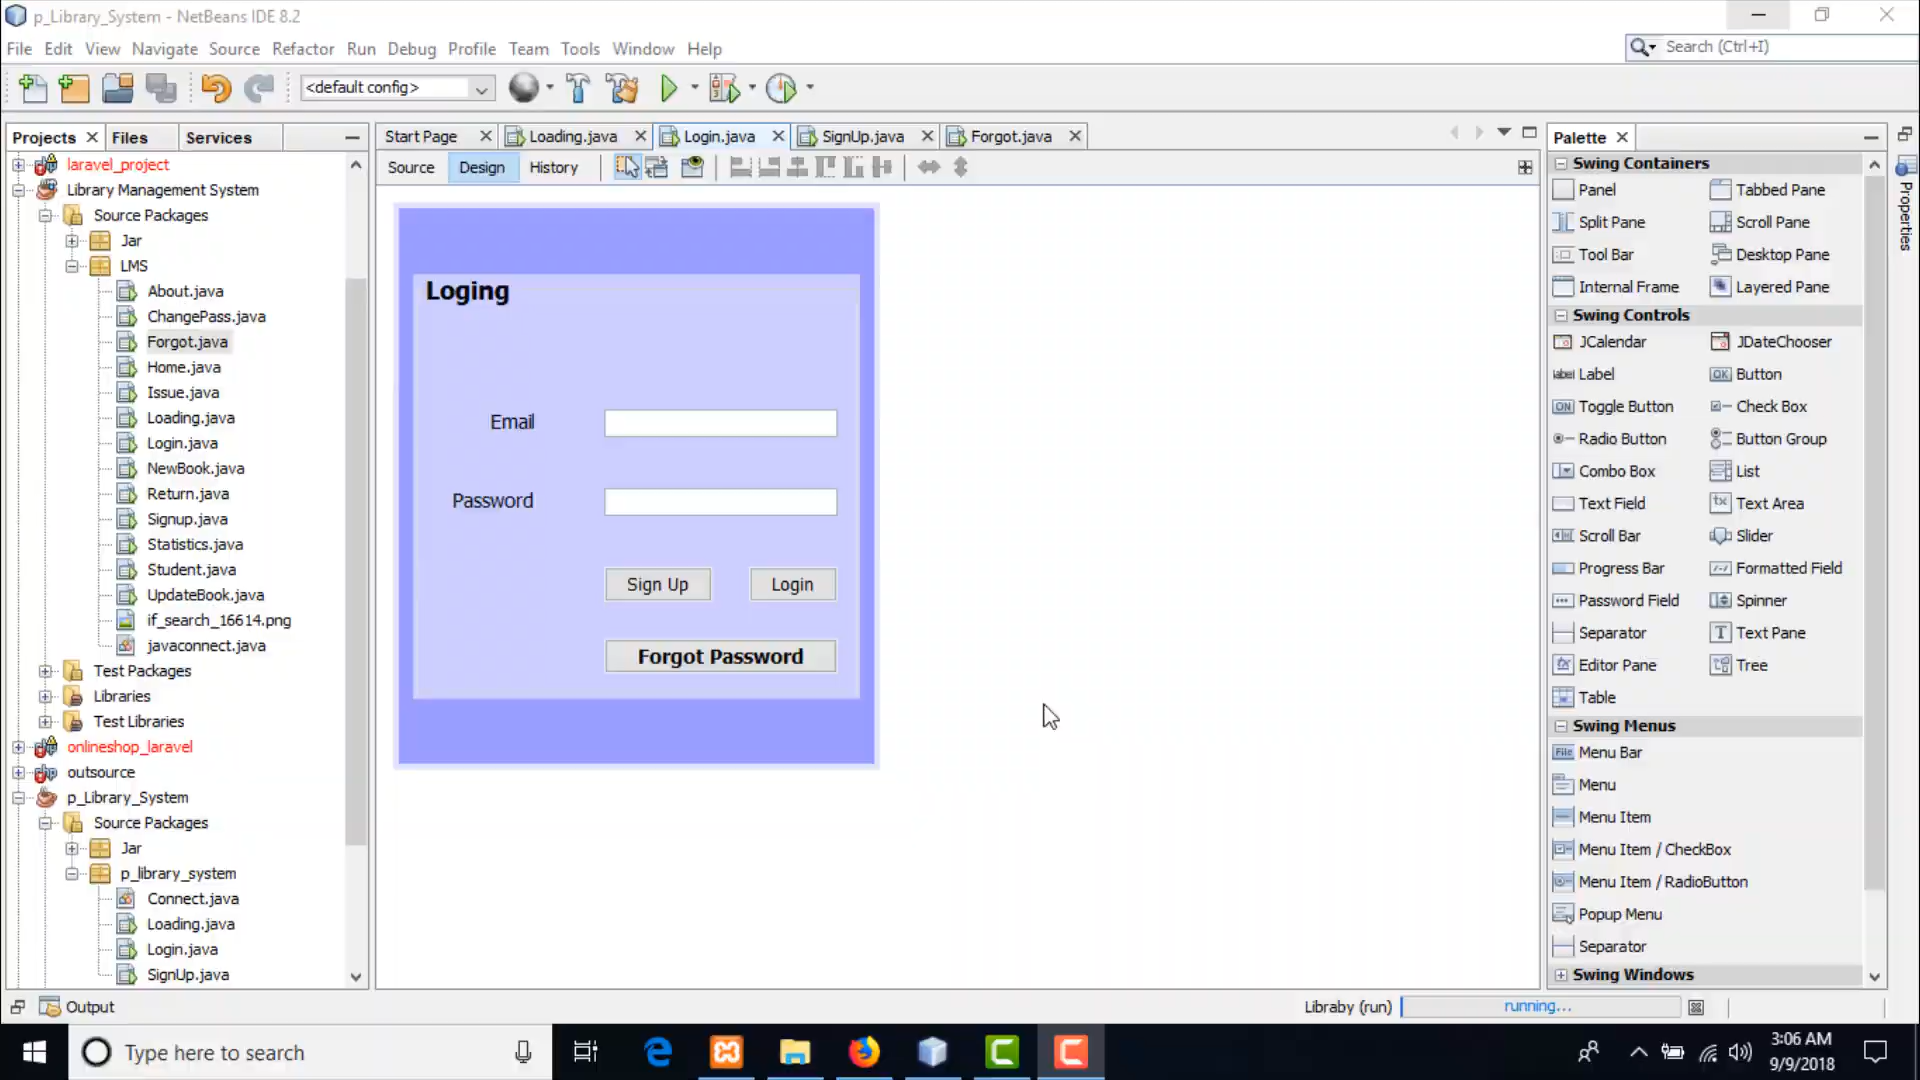 p_Library_System - NetBeans IDE 8.2
File Edit View Navigate Source Refactor Run Debug Profile Team Tools Window Help
Search (Ctrl+I)
<default config>
Projects Files Services
Start Page Loading.java Login.java SignUp.java Forgot.java
Palette
Source Design History
laravel_project
Library Management System
Source Packages
Jar
LMS
About.java
ChangePass.java
Forgot.java
Home.java
Issue.java
Loading.java
Login.java
NewBook.java
Return.java
Signup.java
Statistics.java
Student.java
UpdateBook.java
if_search_16614.png
javaconnect.java
Test Packages
Libraries
Test Libraries
onlineshop_laravel
outsource
p_Library_System
Source Packages
Jar
p_library_system
Connect.java
Loading.java
Login.java
SignUp.java
Loging
Email
Password
Sign Up Login
Forgot Password
Swing Containers
Panel Tabbed Pane
Split Pane Scroll Pane
Tool Bar Desktop Pane
Internal Frame Layered Pane
Swing Controls
JCalendar JDateChooser
label Label OK Button
ON Toggle Button Check Box
Radio Button Button Group
Combo Box List
Text Field Text Area
Scroll Bar Slider
Progress Bar Formatted Field
Password Field Spinner
Separator Text Pane
Editor Pane Tree
Table
Swing Menus
File Menu Bar
Menu
Menu Item
Menu Item / CheckBox
Menu Item / RadioButton
Popup Menu
Separator
Swing Windows
Properties
Output
Libraby (run) running...
Type here to search
3:06 AM
9/9/2018